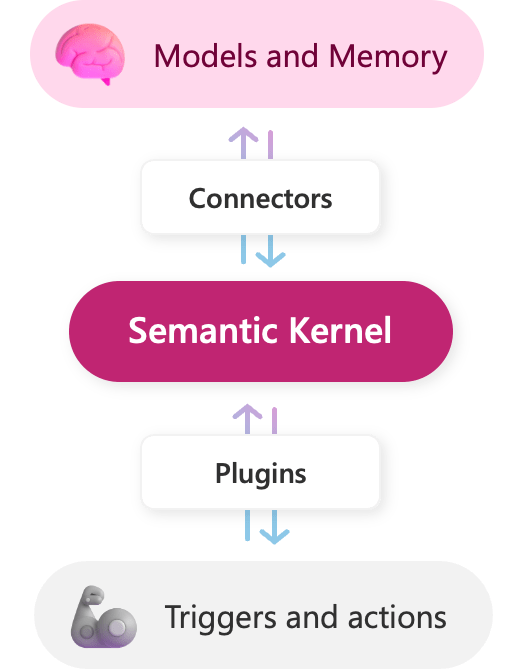 Models and Memory
Connectors
Semantic Kernel
Plugins
Triggers and actions